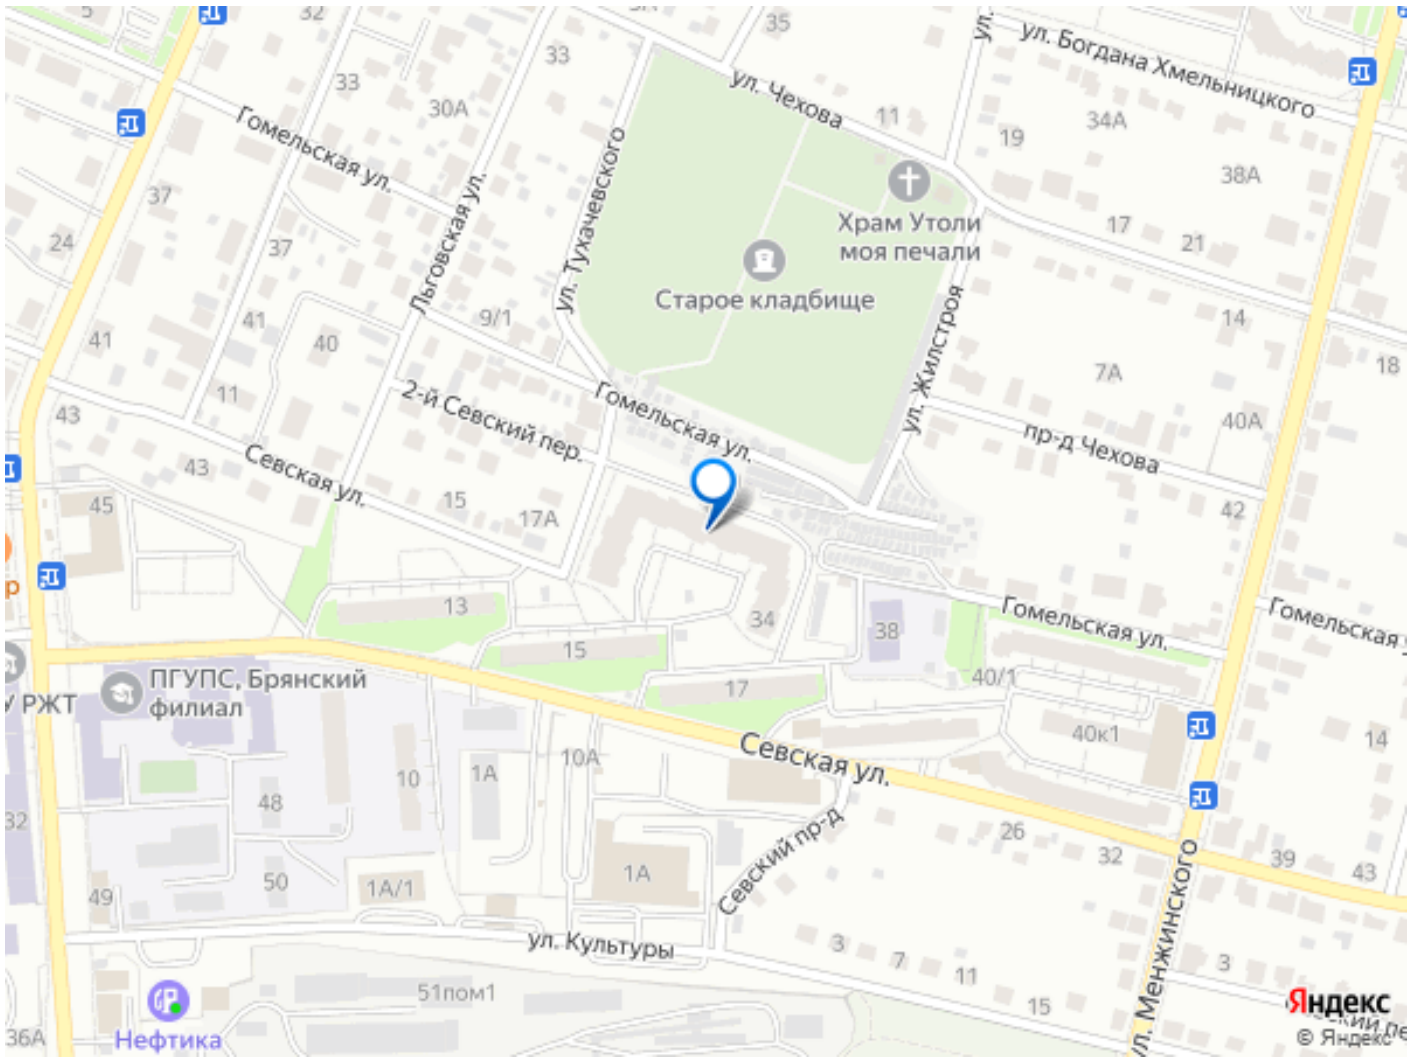 5
32
3А
35
ул.
ул. Богдана Хмельницкого
33
33
30А
ул. Чехова
11
19
34А
38А
Гомельская ул.
37
Льговская ул.
ул. Тухачевского
Храм Утоли
моя печали
17
21
24
37
Старое кладбище
41
41
40
9/1
ул. Жилстроя
14
18
7А
11
2-й Севский пер.
Гомельская ул.
40А
43
43
Севская ул.
пр-д Чехова
45
15
17А
42
р
13
34
38
Гомельская ул.
Гомельская у
15
17
40/1
У РЖТ
ПГУПС, Брянский
филиал
40к1
14
10
1А
10А
Севская ул.
48
32
Севский пр-д
26
32
39
43
50
1А/1
1А
49
ул. Культуры
3
7
11
15
3
ул. Менжинского
51пом1
36А
Нефтика
Яндекс
© Яндекс